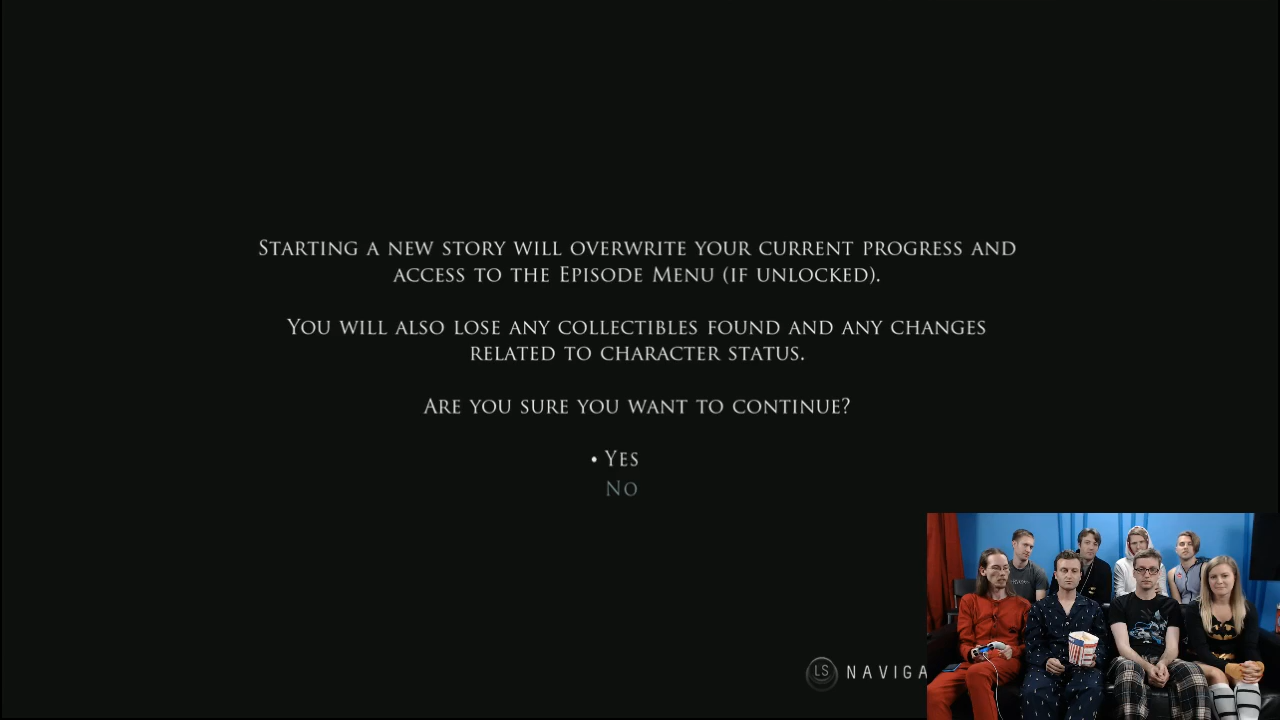 Starting a new story will overwrite your current progress and
access to the Episode Menu (if unlocked).
You will also lose any collectibles found and any changes
related to character status.
Are you sure you want to continue?
• Yes
No
LS NAVIGA